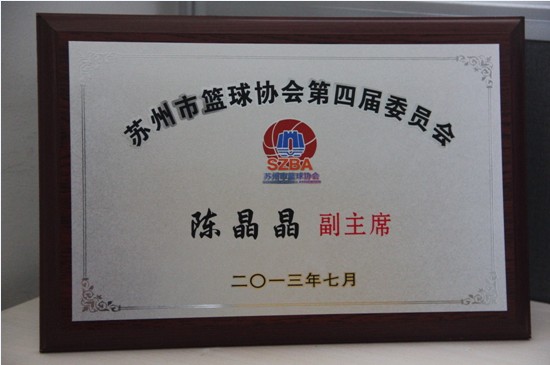 苏州市篮球协会第四届委员会
SZBA
苏州市篮球协会
陈晶晶 副主席
二〇一三年七月